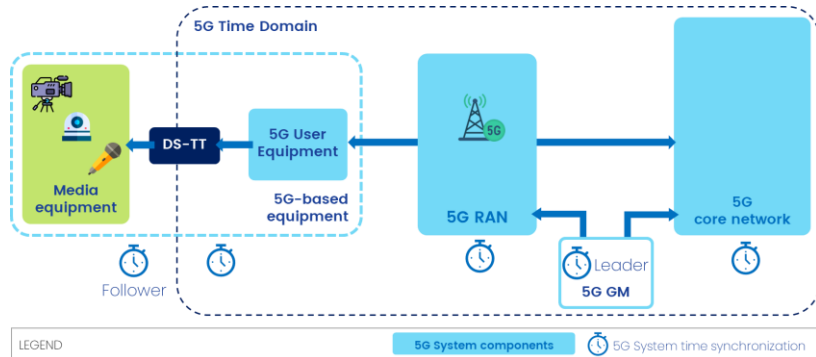 5G Time Domain
Media
equipment
DS-TT
5G User
Equipment
5G-based
equipment
5G
5G RAN
5G
core network
Follower
Leader
5G GM
LEGEND
5G System components
5G System time synchronization